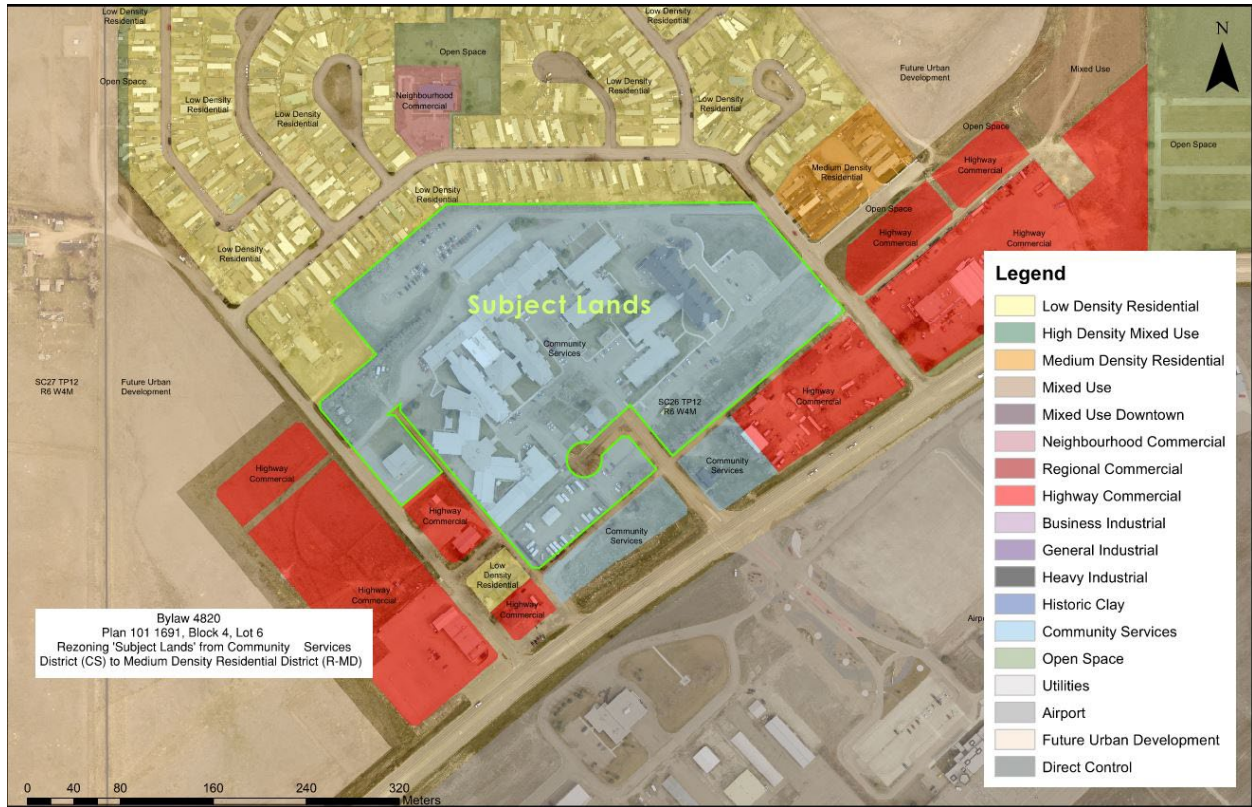 Low Density
Residential
Open Space
N
Open Space
Low Density
Residential
Neighbourhood
Commercial
Low Density
Residential
Low Density
Residential
Low Density
Residential
Future Urban
Development
Mixed Use
Low Density
Residential
Open Space
Open Space
Highway
Commercial
Medium Density
Residential
Low Density
Residential
Open Space
Highway
Commercial
Highway
Commercial
Low Density
Residential
Subject Lands
Community
Services
SC27 TP12
R6 W4M
Future Urban
Development
SC26 TP12
R6 W4M
Highway
Commercial
Community
Services
Highway
Commercial
Highway
Commercial
Community
Services
Low
Density
Residential
Highway
Commercial
Highway
Commercial
Bylaw 4820
Plan 101 1691, Block 4, Lot 6
Rezoning 'Subject Lands' from Community Services
District (CS) to Medium Density Residential District (R-MD)
Legend
Low Density Residential
High Density Mixed Use
Medium Density Residential
Mixed Use
Mixed Use Downtown
Neighbourhood Commercial
Regional Commercial
Highway Commercial
Business Industrial
General Industrial
Heavy Industrial
Historic Clay
Community Services
Open Space
Utilities
Airport
Future Urban Development
Direct Control
0 40 80 160 240 320
Meters